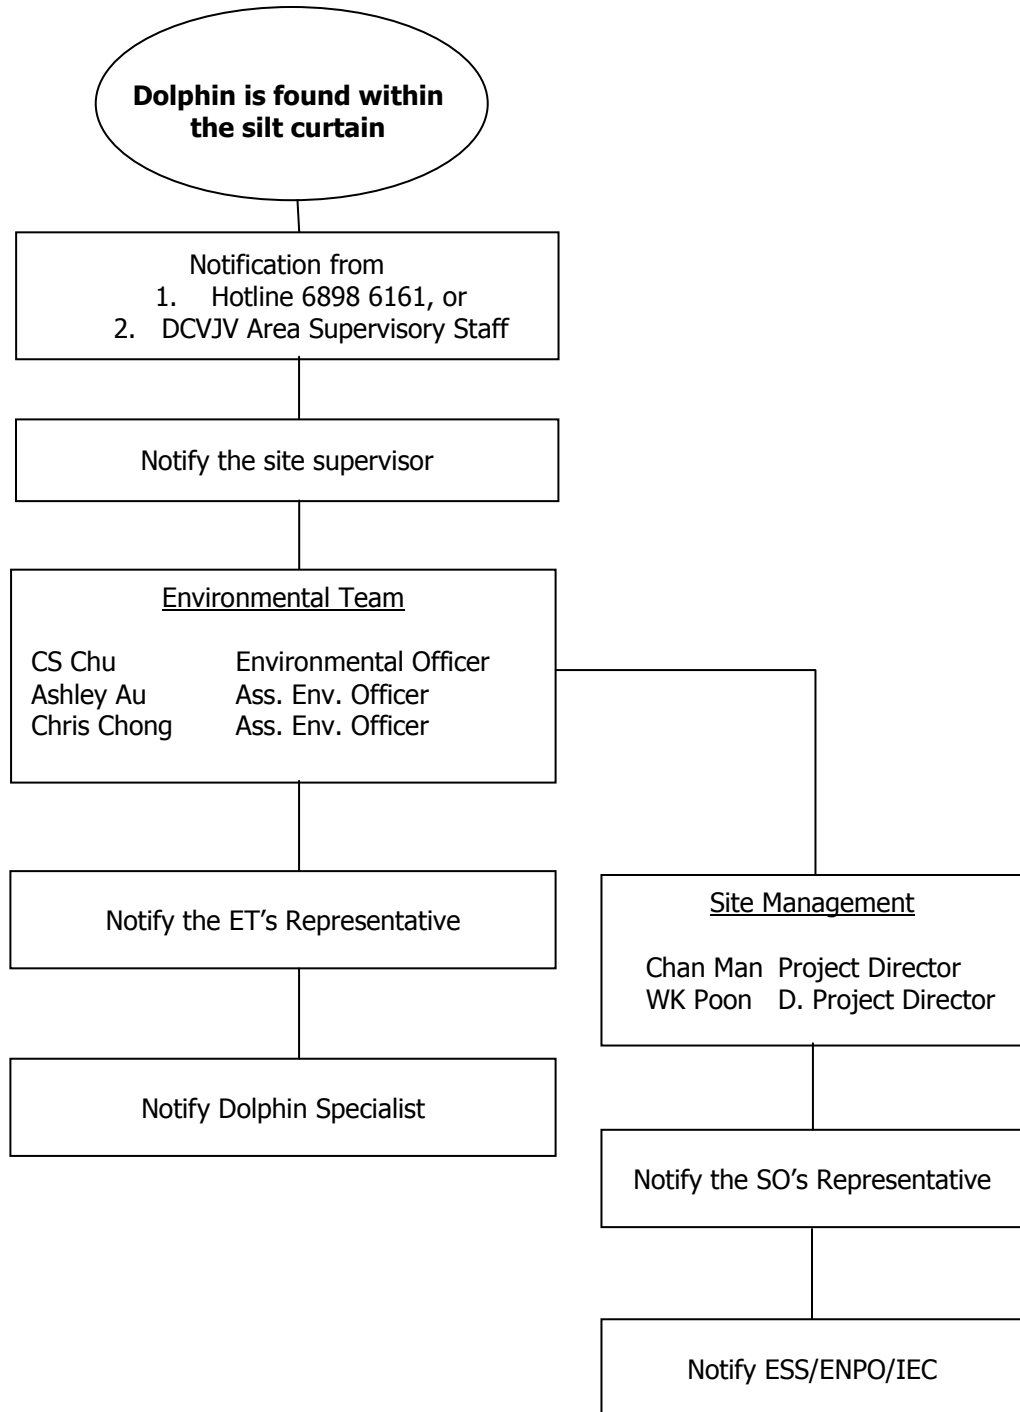 Dolphin is found within
the silt curtain
Notification from
1. Hotline 6898 6161, or
2. DCVJV Area Supervisory Staff
Notify the site supervisor
Environmental Team
CS Chu Environmental Officer
Ashley Au Ass. Env. Officer
Chris Chong Ass. Env. Officer
Notify the ET’s Representative
Notify Dolphin Specialist
Site Management
Chan Man Project Director
WK Poon D. Project Director
Notify the SO’s Representative
Notify ESS/ENPO/IEC